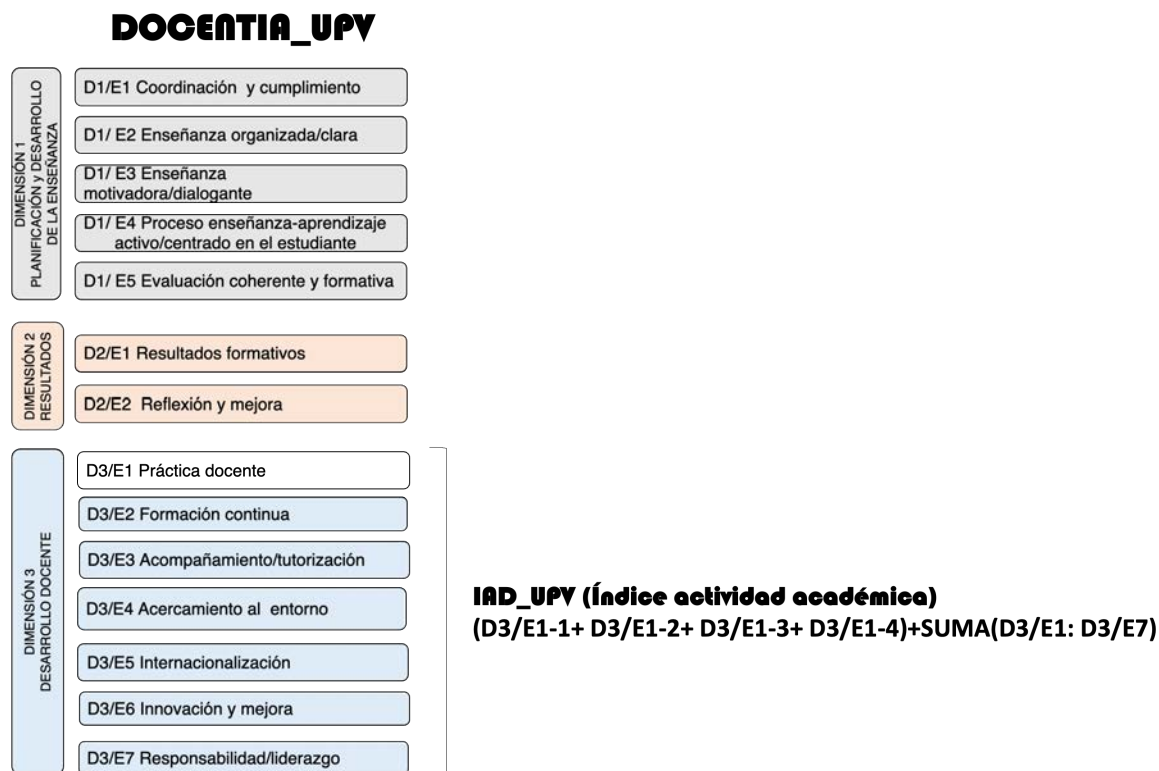 DOCENTIA_UPV
DIMENSIÓN 1
PLANIFICACIÓN y DESARROLLO
DE LA ENSEÑANZA
D1/E1 Coordinación y cumplimiento
D1/ E2 Enseñanza organizada/clara
D1/ E3 Enseñanza
motivadora/dialogante
D1/ E4 Proceso enseñanza-aprendizaje
activo/centrado en el estudiante
D1/ E5 Evaluación coherente y formativa
DIMENSIÓN 2
RESULTADOS
D2/E1 Resultados formativos
D2/E2 Reflexión y mejora
DIMENSIÓN 3
DESARROLLO DOCENTE
D3/E1 Práctica docente
D3/E2 Formación continua
D3/E3 Acompañamiento/tutorización
D3/E4 Acercamiento al entorno
D3/E5 Internacionalización
D3/E6 Innovación y mejora
D3/E7 Responsabilidad/liderazgo
IAD_UPV (Índice actividad académica)
(D3/E1-1+ D3/E1-2+ D3/E1-3+ D3/E1-4)+SUMA(D3/E1: D3/E7)